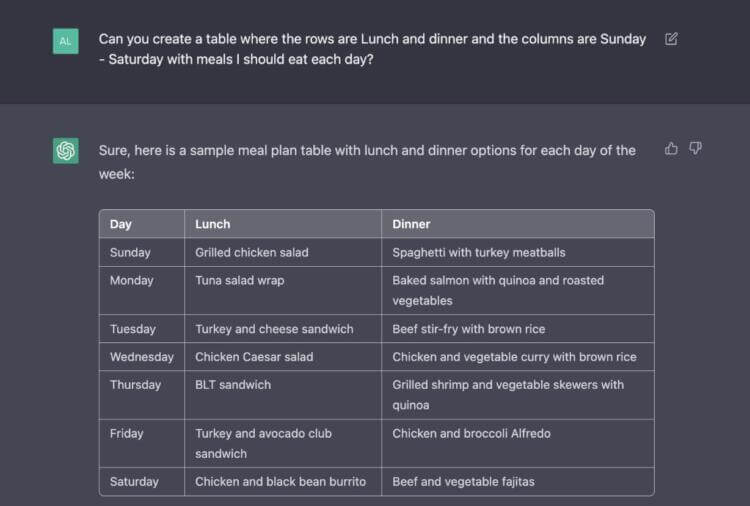 AL
Can you create a table where the rows are Lunch and dinner and the columns are Sunday
- Saturday with meals I should eat each day?
Sure, here is a sample meal plan table with lunch and dinner options for each day of the
week:
Day Lunch Dinner
Sunday Grilled chicken salad Spaghetti with turkey meatballs
Monday Tuna salad wrap Baked salmon with quinoa and roasted
vegetables
Tuesday Turkey and cheese sandwich Beef stir-fry with brown rice
Wednesday Chicken Caesar salad Chicken and vegetable curry with brown rice
Thursday BLT sandwich Grilled shrimp and vegetable skewers with
quinoa
Friday Turkey and avocado club Chicken and broccoli Alfredo
sandwich
Saturday Chicken and black bean burrito Beef and vegetable fajitas